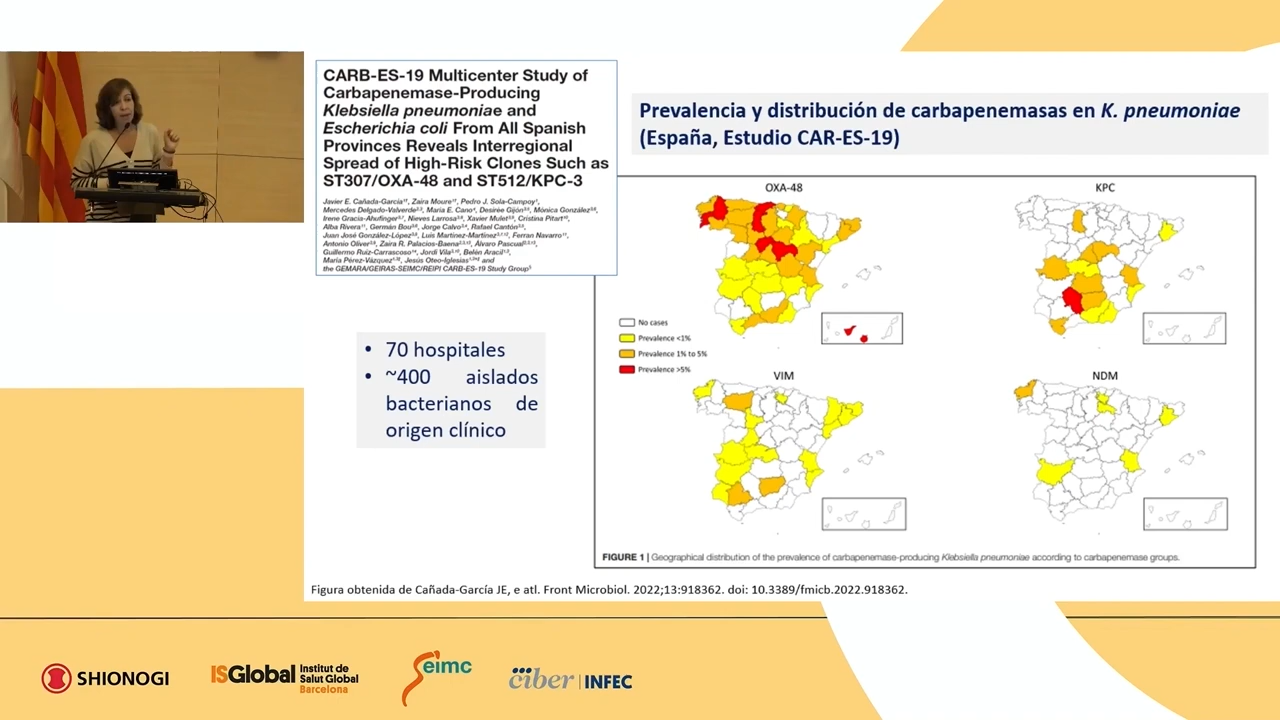 CARB-ES-19 Multicenter Study of
Carbapenemase-Producing
Klebsiella pneumoniae and
Escherichia coli From All Spanish
Provinces Reveals Interregional
Spread of High-Risk Clones Such as
ST307/OXA-48 and ST512/KPC-3
Javier E. Cañada-García, Zaira Moure, Pedro J. Sola-Campoy,
Mercedes Delgado-Valverde, María E. Cano, Desirèe Gijón, Mónica González,
Irene Gracia-Ahufinger, Nieves Larrosa, Xavier Mulet, Cristina Pitart,
Alba Rivera, Germán Bou, Jorge Calvo, Rafael Cantón,
Juan José González-López, Luis Martínez-Martínez, Ferran Navarro,
Antonio Oliver, Zaira R. Palacios-Baena, Álvaro Pascual,
Guillermo Ruiz-Carrascoso, Jordi Vila, Belén Aracil,
María Pérez-Vázquez, Jesús Oteo-Iglesias and
the GEMARA/GEIRAS-SEIMC/REIPI CARB-ES-19 Study Group
Prevalencia y distribución de carbapenemasas en K. pneumoniae
(España, Estudio CAR-ES-19)
• 70 hospitales
• ~400 aislados
bacterianos de
origen clínico
OXA-48
KPC
No cases
Prevalence <1%
Prevalence 1% to 5%
Prevalence >5%
VIM
NDM
FIGURE 1 | Geographical distribution of the prevalence of carbapenemase-producing Klebsiella pneumoniae according to carbapenemase groups.
Figura obtenida de Cañada-García JE, e atl. Front Microbiol. 2022;13:918362. doi: 10.3389/fmicb.2022.918362.
SHIONOGI
ISGlobal Institut de
Salut Global
Barcelona
Seimc
ciber | INFEC